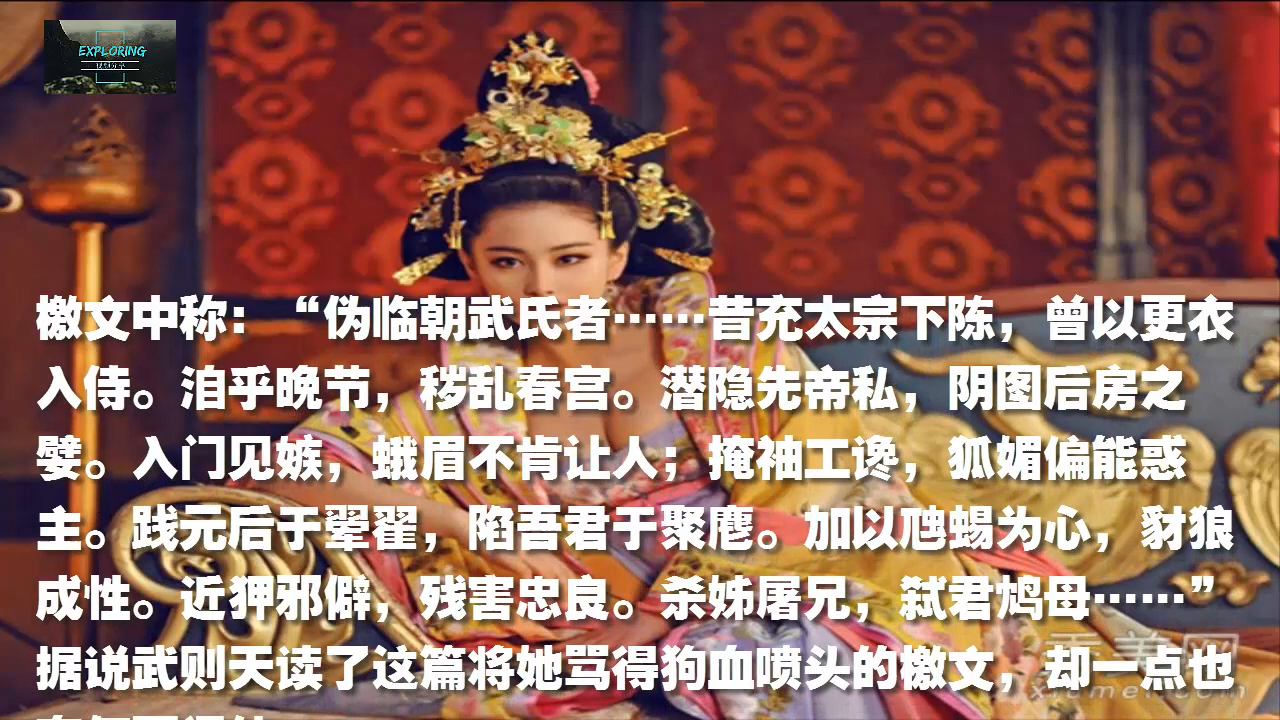 EXPLORING
檄文中称：“伪临朝武氏者……昔充太宗下陈，曾以更衣
入侍。洎乎晚节，秽乱春宫。潜隐先帝私，阴图后房之
嬖。入门见嫉，蛾眉不肯让人；掩袖工谗，狐媚偏能惑
主。践元后于翚翟，陷吾君于聚麀。加以虺蜴为心，豺狼
成性。近狎邪僻，残害忠良。杀姊屠兄，弑君鸩母……”
据说武则天读了这篇将她骂得狗血喷头的檄文，却一点也